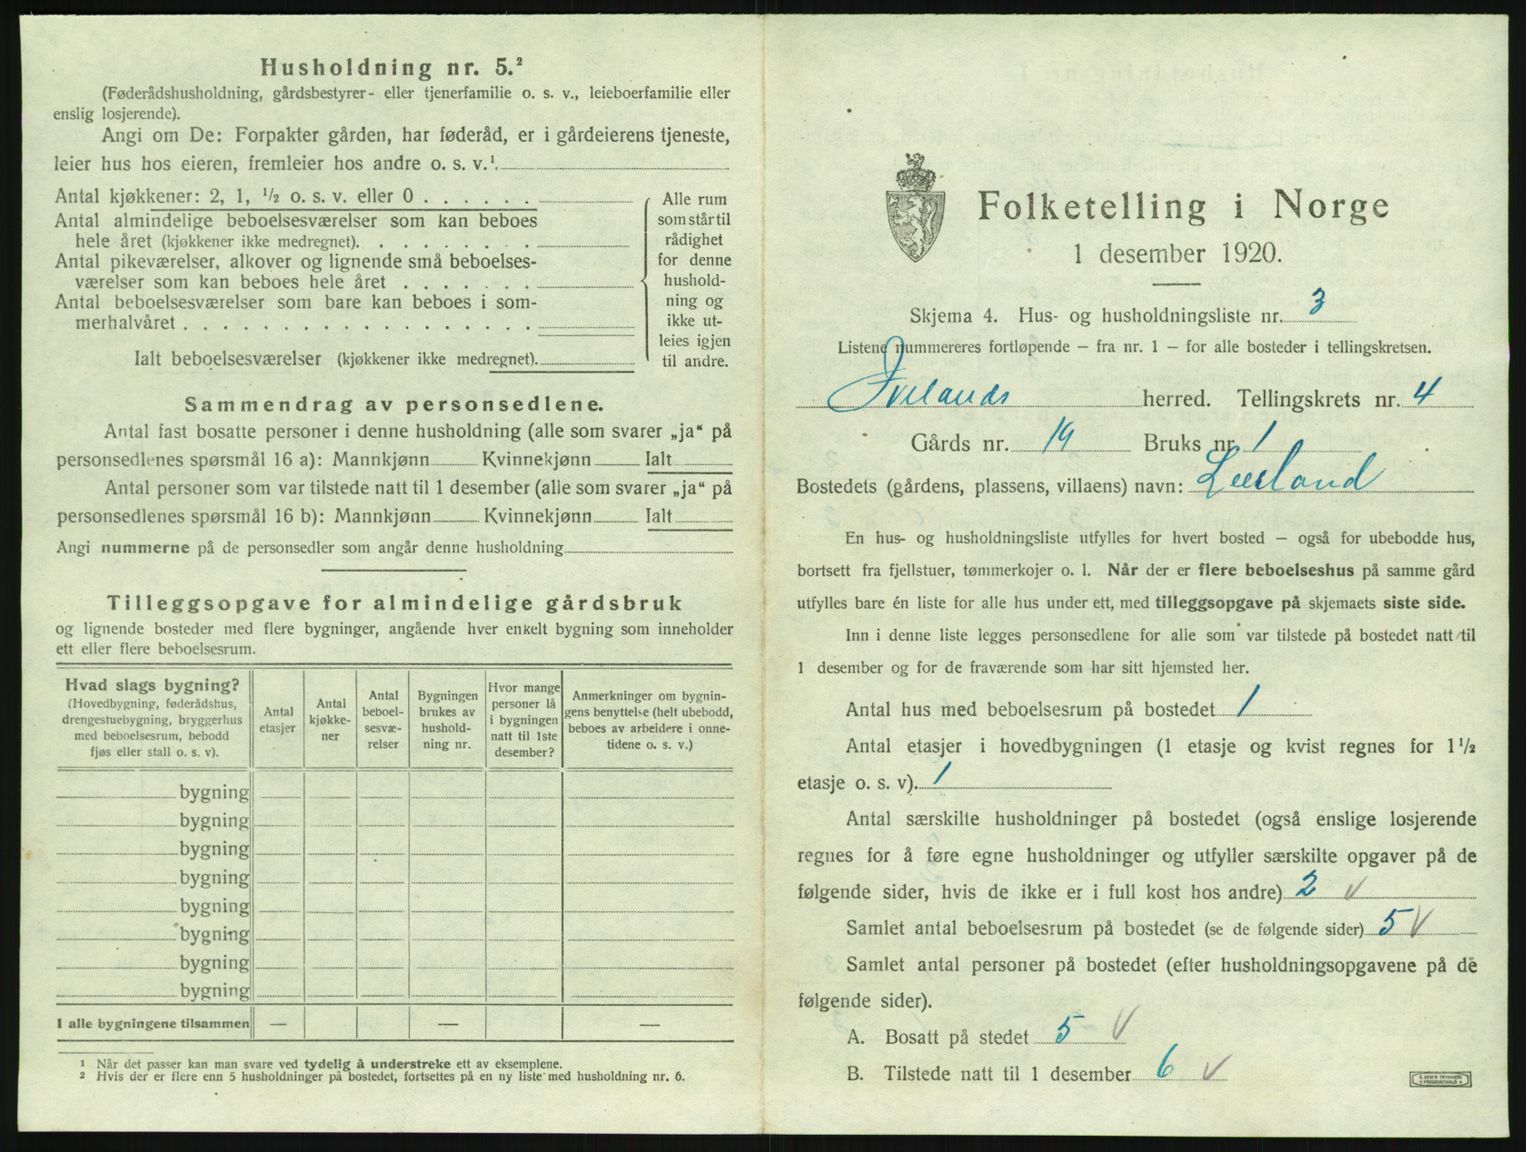 Husholdning nr. 5.²
(Føderådshusholdning, gårdsbestyrer- eller tjenerfamilie o. s. v., leieboerfamilie eller
enslig losjerende).
Angi om De: Forpakter gården, har føderåd, er i gårdeierens tjeneste,
leier hus hos eieren, fremleier hos andre o. s. v.¹.
Antal kjøkkener: 2, 1, ½ o. s. v. eller 0
Antal almindelige beboelsesværelser som kan beboes
hele året (kjøkkener ikke medregnet).
Antal pikeværelser, alkover og lignende små beboelses-
værelser som kan beboes hele året
Antal beboelsesværelser som bare kan beboes i som-
merhalvåret
Ialt beboelsesværelser (kjøkkener ikke medregnet).
Alle rum
som står til
rådighet
for denne
hushold-
ning og
ikke ut-
leies igjen
til andre.
Sammendrag av personsedlene.
Antal fast bosatte personer i denne husholdning (alle som svarer „ja“ på
personsedlenes spørsmål 16 a): Mannkjønn Kvinnekjønn Ialt
Antal personer som var tilstede natt til 1 desember (alle som svarer „ja“ på
personsedlenes spørsmål 16 b): Mannkjønn Kvinnekjønn Ialt
Angi nummerne på de personsedler som angår denne husholdning
Tilleggsopgave for almindelige gårdsbruk
og lignende bosteder med flere bygninger, angående hver enkelt bygning som inneholder
ett eller flere beboelsesrum.
Hvad slags bygning?
(Hovedbygning, føderådshus,
drengestuebygning, bryggerhus
med beboelsesrum, bebodd
fjøs eller stall o. s. v).
Antal
etasjer
Antal
kjøkke-
ner
Antal
beboel-
sesvæ-
relser
Bygningen
brukes av
hushold-
ning nr.
Hvor mange
personer lå
i bygningen
natt til 1ste
desember?
Anmerkninger om bygnin-
gens benyttelse (helt ubebodd,
beboes av arbeidere i onne-
tidene o. s. v.)
bygning
bygning
bygning
bygning
bygning
bygning
bygning
bygning
I alle bygningene tilsammen — — —
¹ Når det passer kan man svare ved tydelig å understreke ett av eksemplene.
² Hvis der er flere enn 5 husholdninger på bostedet, fortsettes på en ny liste med husholdning nr. 6.
Folketelling i Norge
1 desember 1920.
Skjema 4. Hus- og husholdningsliste nr. 3
Listene nummereres fortløpende — fra nr. 1 — for alle bosteder i tellingskretsen.
Ivelands herred. Tellingskrets nr. 4
Gårds nr. 19 Bruks nr. 1
Bostedets (gårdens, plassens, villaens) navn:
En hus- og husholdningsliste utfylles for hvert bosted — også for ubebodde hus,
bortsett fra fjellstuer, tømmerkojer o. l. Når der er flere beboelseshus på samme gård
utfylles bare én liste for alle hus under ett, med tilleggsopgave på skjemaets siste side.
Inn i denne liste legges personsedlene for alle som var tilstede på bostedet natt til
1 desember og for de fraværende som har sitt hjemsted her.
Antal hus med beboelsesrum på bostedet 1
Antal etasjer i hovedbygningen (1 etasje og kvist regnes for 1½
etasje o. s. v). 1
Antal særskilte husholdninger på bostedet (også enslige losjerende
regnes for å føre egne husholdninger og utfyller særskilte opgaver på de
følgende sider, hvis de ikke er i full kost hos andre) 2 v
Samlet antal beboelsesrum på bostedet (se de følgende sider) 5 v
Samlet antal personer på bostedet (efter husholdningsopgavene på de
følgende sider).
A. Bosatt på stedet 5 v
B. Tilstede natt til 1 desember 6 v